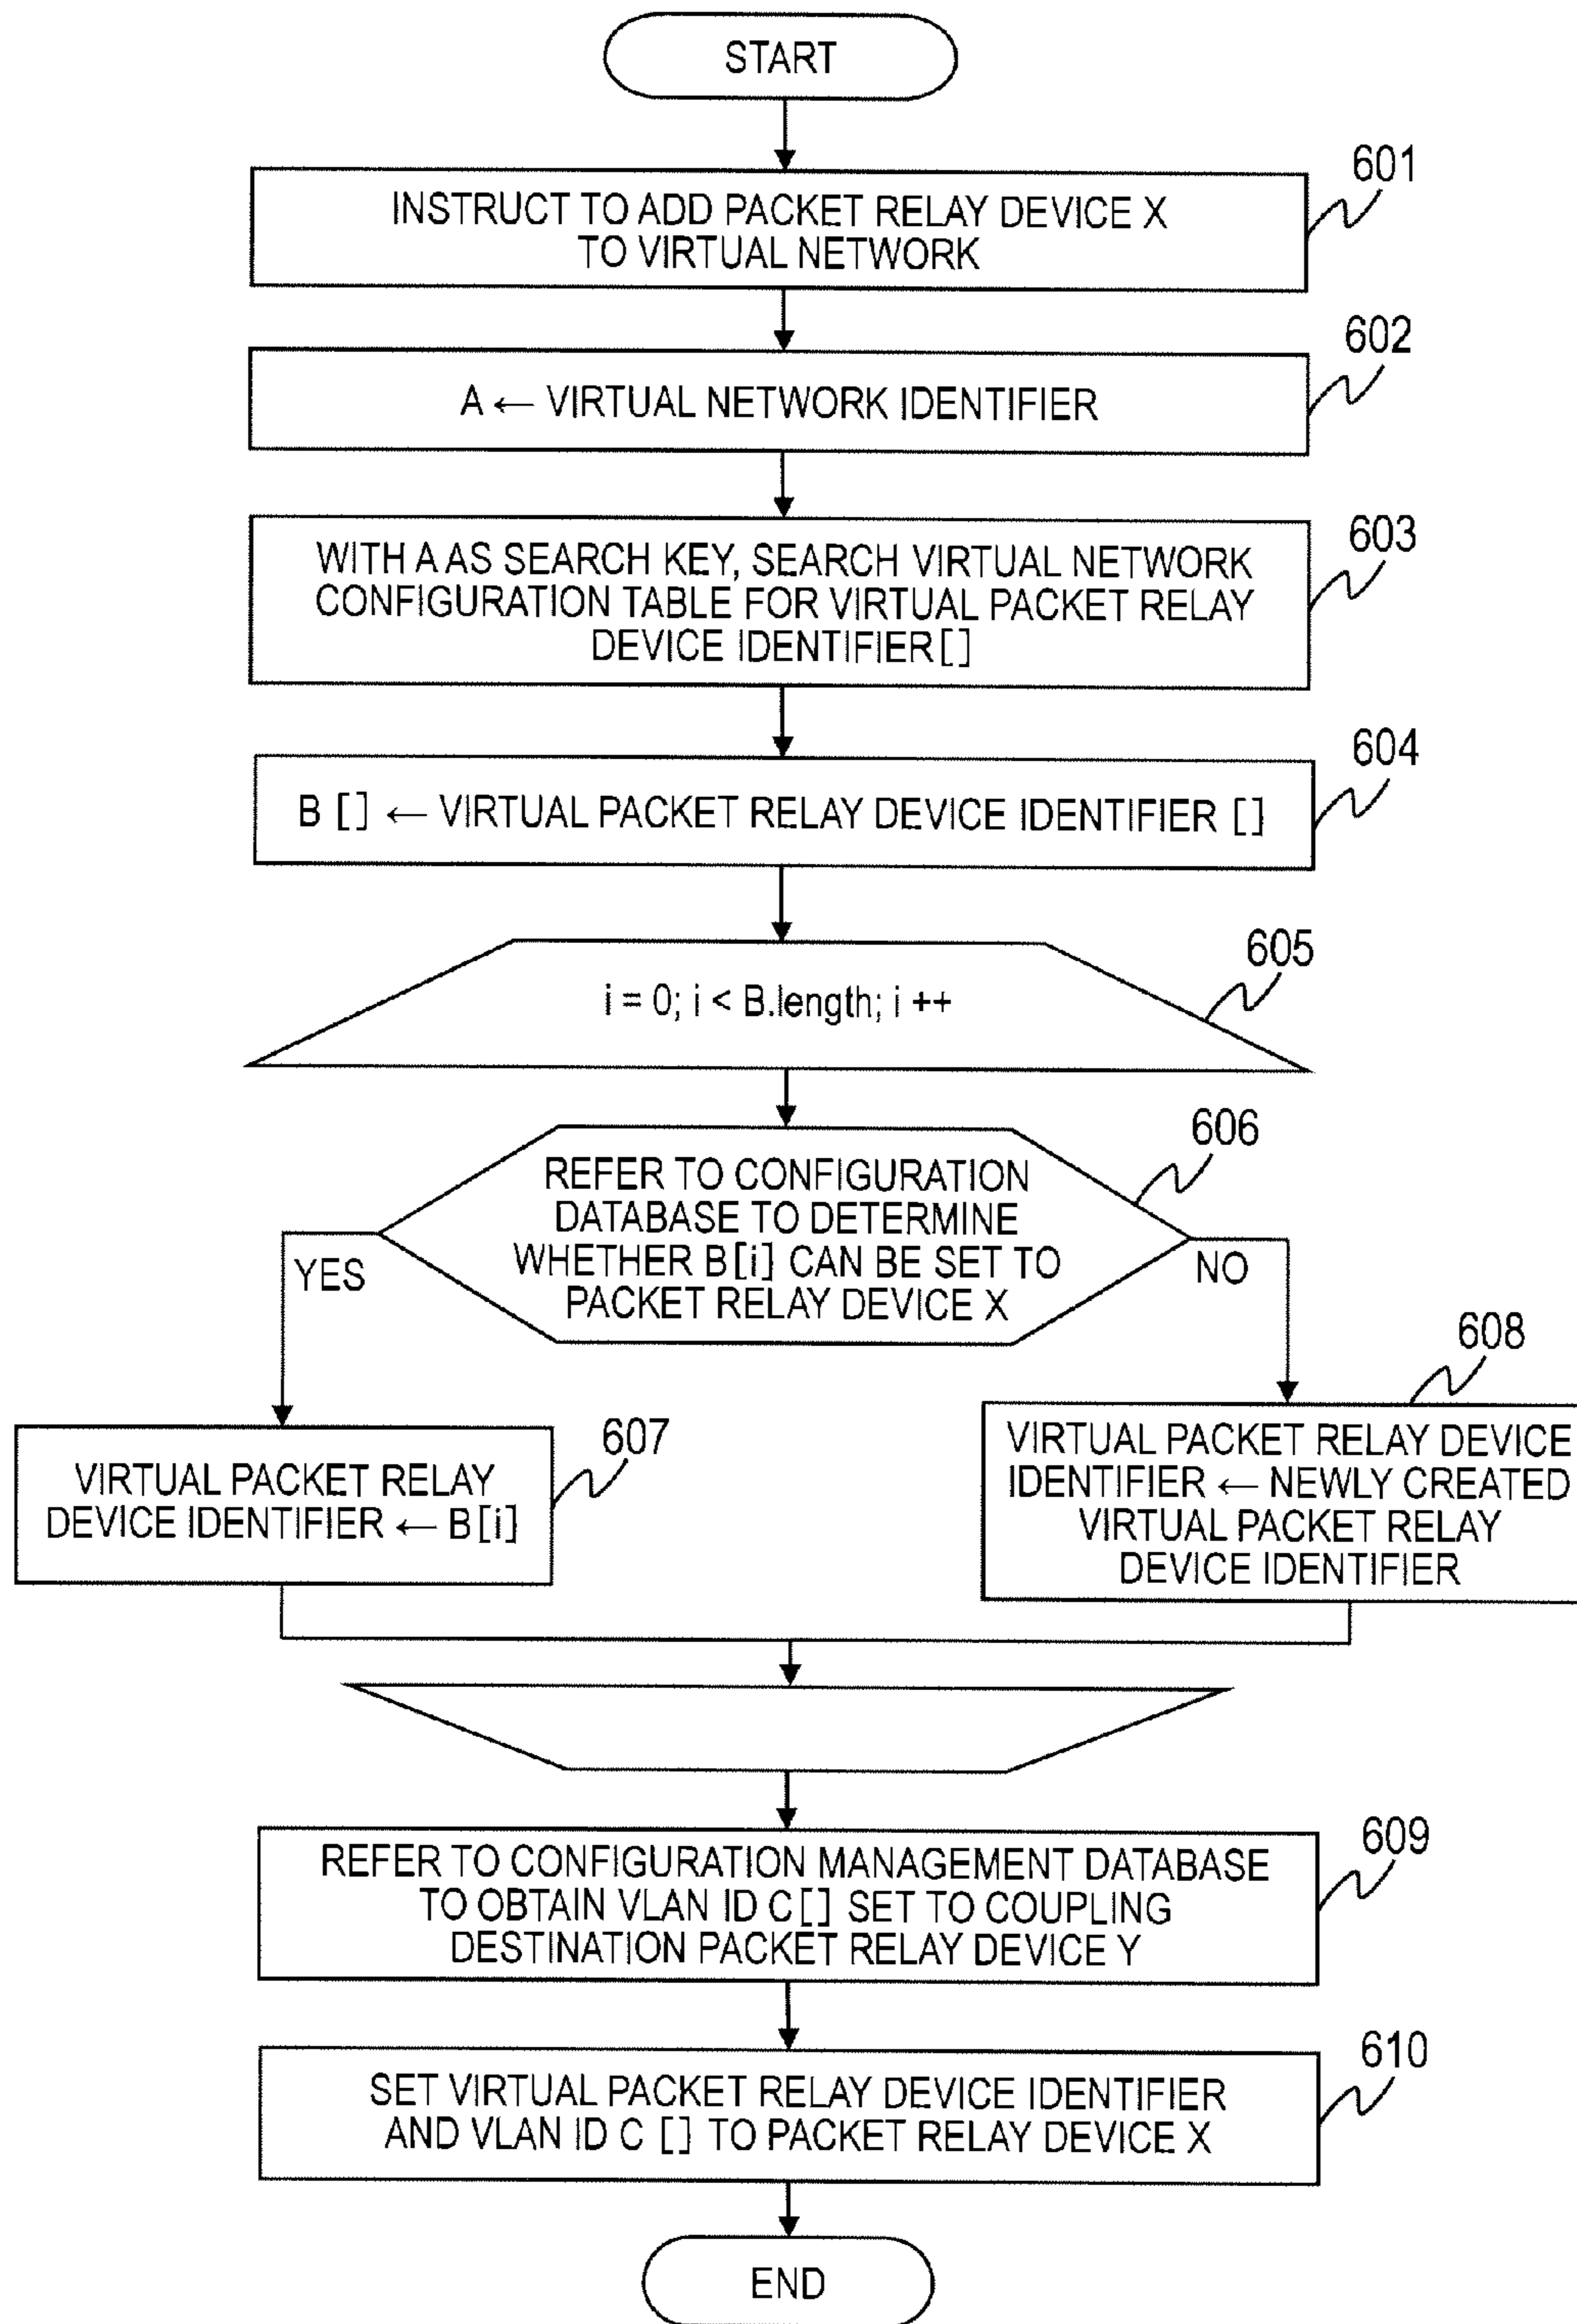 START
601
INSTRUCT TO ADD PACKET RELAY DEVICE X
TO VIRTUAL NETWORK
602
A ← VIRTUAL NETWORK IDENTIFIER
603
WITH A AS SEARCH KEY, SEARCH VIRTUAL NETWORK
CONFIGURATION TABLE FOR VIRTUAL PACKET RELAY
DEVICE IDENTIFIER[]
604
B [] ← VIRTUAL PACKET RELAY DEVICE IDENTIFIER []
605
i = 0; i < B.length; i ++
606
REFER TO CONFIGURATION
DATABASE TO DETERMINE
WHETHER B[i] CAN BE SET TO
PACKET RELAY DEVICE X
YES
NO
607
VIRTUAL PACKET RELAY
DEVICE IDENTIFIER ← B[i]
608
VIRTUAL PACKET RELAY DEVICE
IDENTIFIER ← NEWLY CREATED
VIRTUAL PACKET RELAY
DEVICE IDENTIFIER
609
REFER TO CONFIGURATION MANAGEMENT DATABASE
TO OBTAIN VLAN ID C[] SET TO COUPLING
DESTINATION PACKET RELAY DEVICE Y
610
SET VIRTUAL PACKET RELAY DEVICE IDENTIFIER
AND VLAN ID C [] TO PACKET RELAY DEVICE X
END